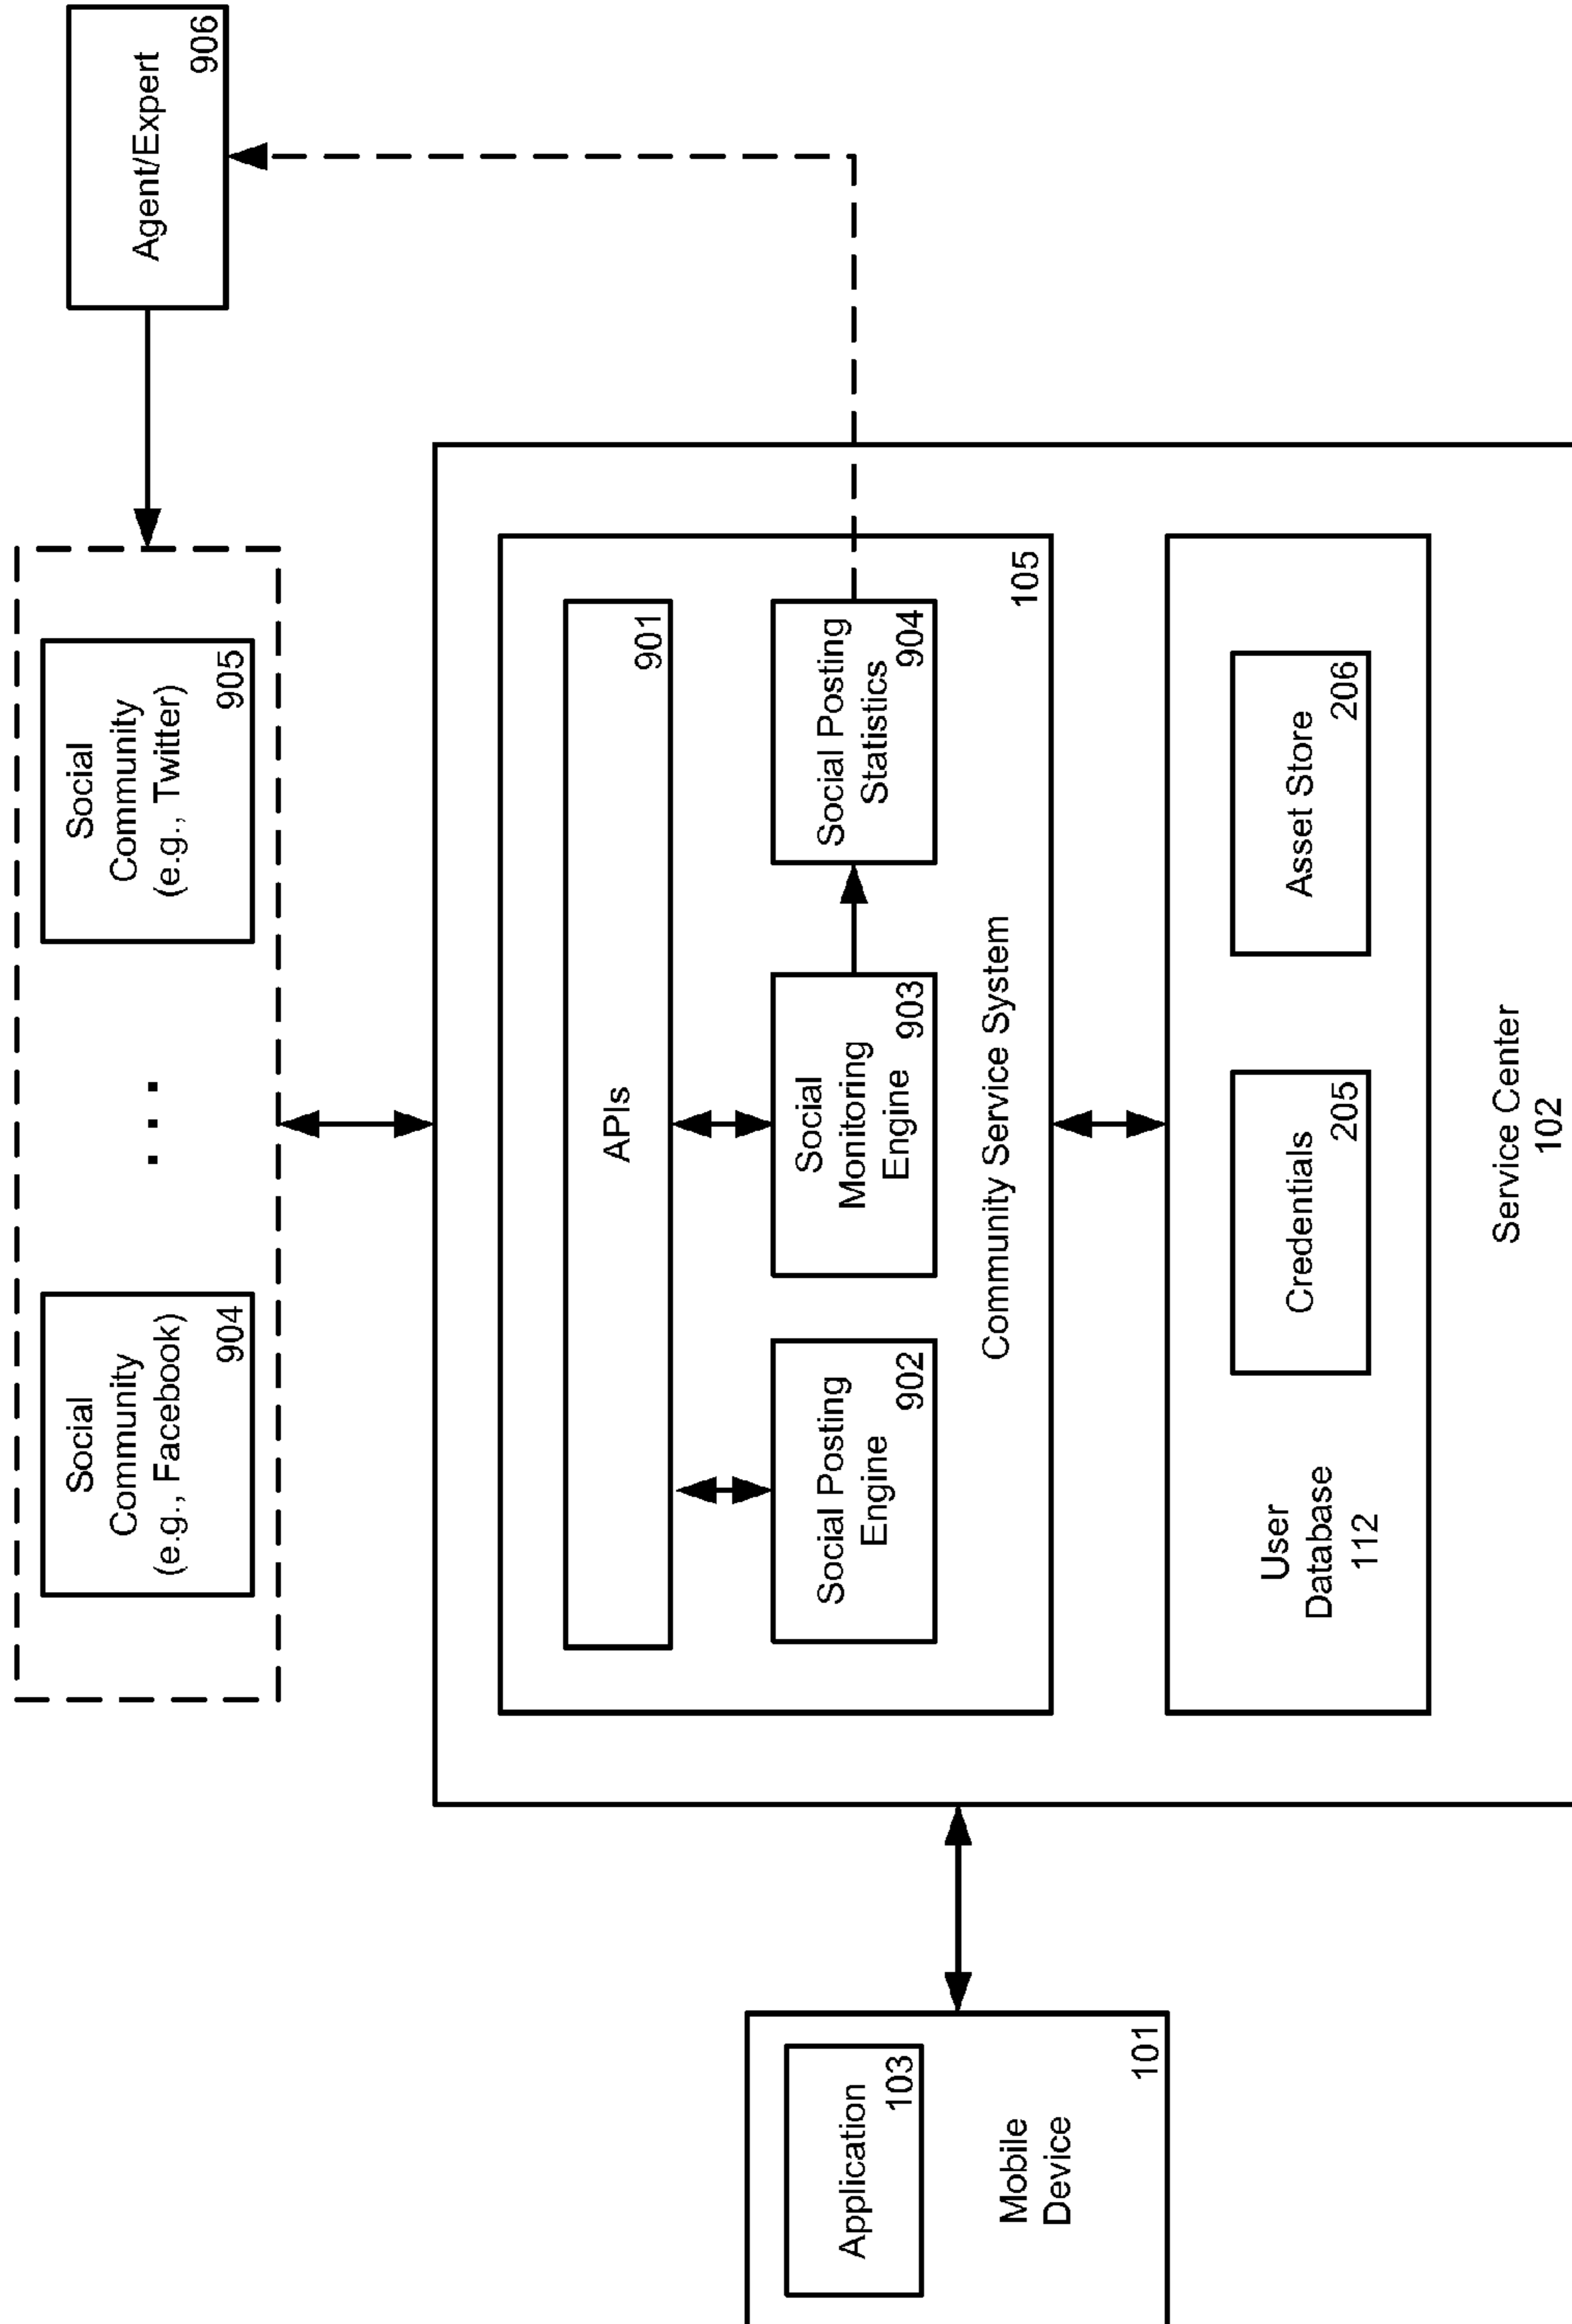 Social
Community
(e.g., Facebook)
904
. . .
Social
Community
(e.g., Twitter)
905
Agent/Expert
906
APIs
901
Social Posting
Engine
902
Social
Monitoring
Engine
903
Social Posting
Statistics
904
Community Service System
105
Application
103
Mobile
Device
101
User
Database
112
Credentials
205
Asset Store
206
Service Center
102